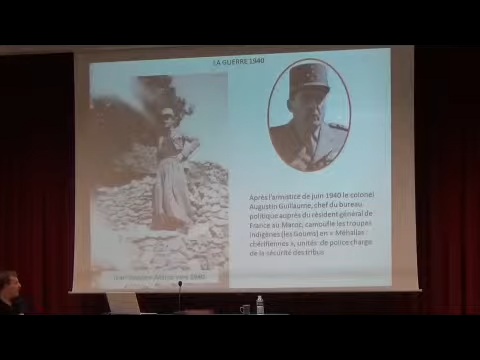 LA GUERRE 1940
Après l'armistice de juin 1940 le colonel
Augustin Guillaume, chef du bureau
politique auprès du résident général de
France au Maroc, camoufle les troupes
indigènes (les Goums) en « Méhallas
chérifiennes », unités de police charge
de la sécurité des tribus
1940